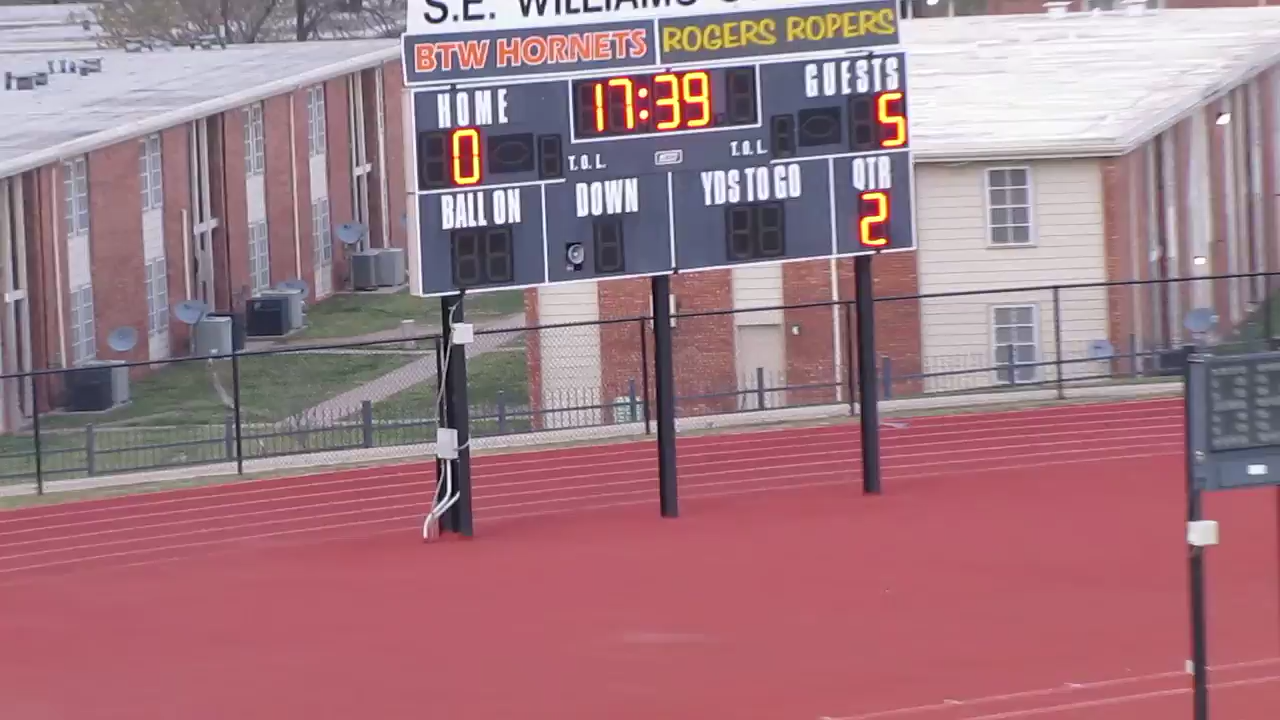 S.E. WILLIAMS
BTW HORNETS ROGERS ROPERS
HOME 17:39 GUESTS
0 T.O.L. T.O.L. 5
BALL ON DOWN YDS TO GO QTR
2